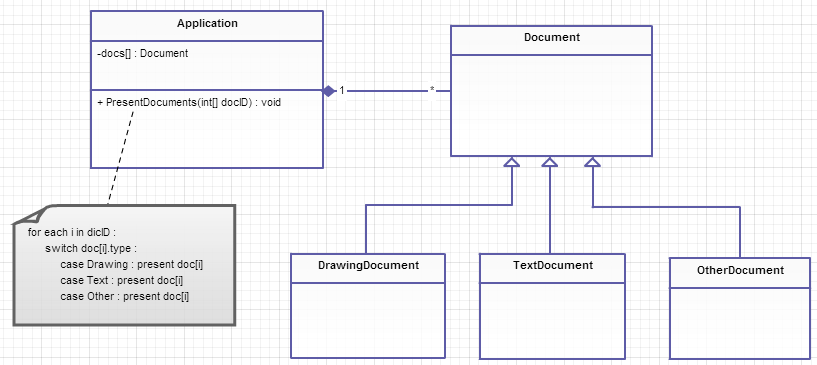 Application
-docs[] : Document
+ PresentDocuments(int[] docID) : void
1
*
Document
for each i in dicID :
switch doc[i].type :
case Drawing : present doc[i]
case Text : present doc[i]
case Other : present doc[i]
DrawingDocument
TextDocument
OtherDocument